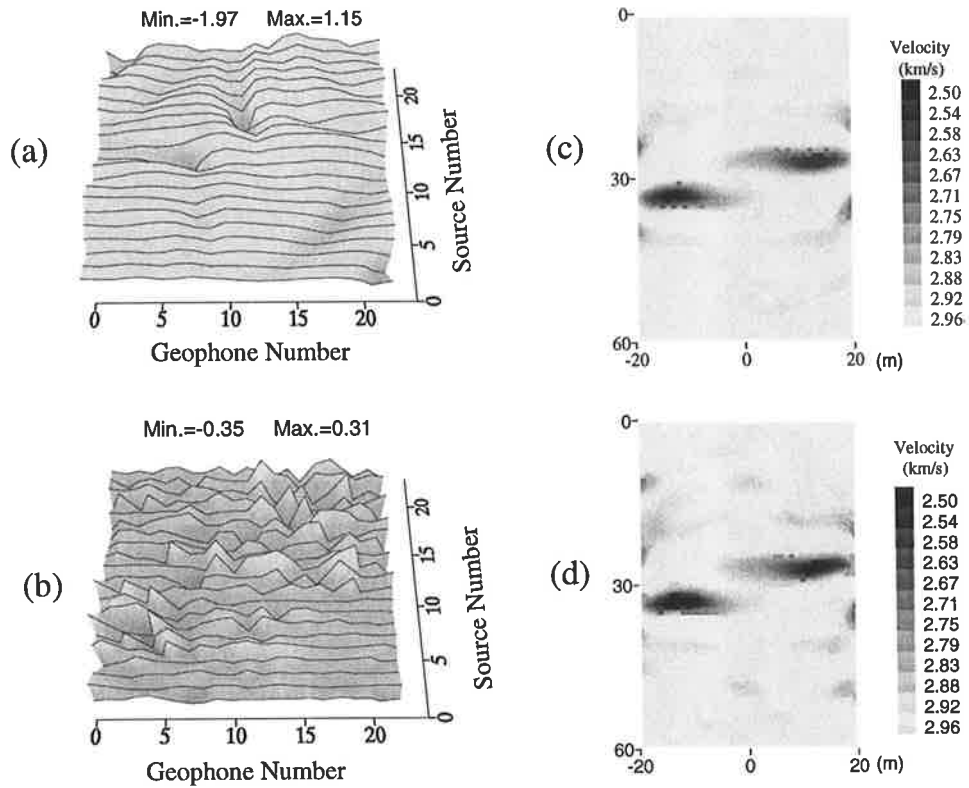 Min.=-1.97 Max.=1.15
(a)
0 5 10 15 20
Source Number
0 5 10 15 20
Geophone Number
(c)
0
30
60
-20 0 20 (m)
Velocity
(km/s)
2.50
2.54
2.58
2.63
2.67
2.71
2.75
2.79
2.83
2.88
2.92
2.96
Min.=-0.35 Max.=0.31
(b)
0 5 10 15 20
Source Number
0 5 10 15 20
Geophone Number
(d)
0
30
60
-20 0 20 (m)
Velocity
(km/s)
2.50
2.54
2.58
2.63
2.67
2.71
2.75
2.79
2.83
2.88
2.92
2.96